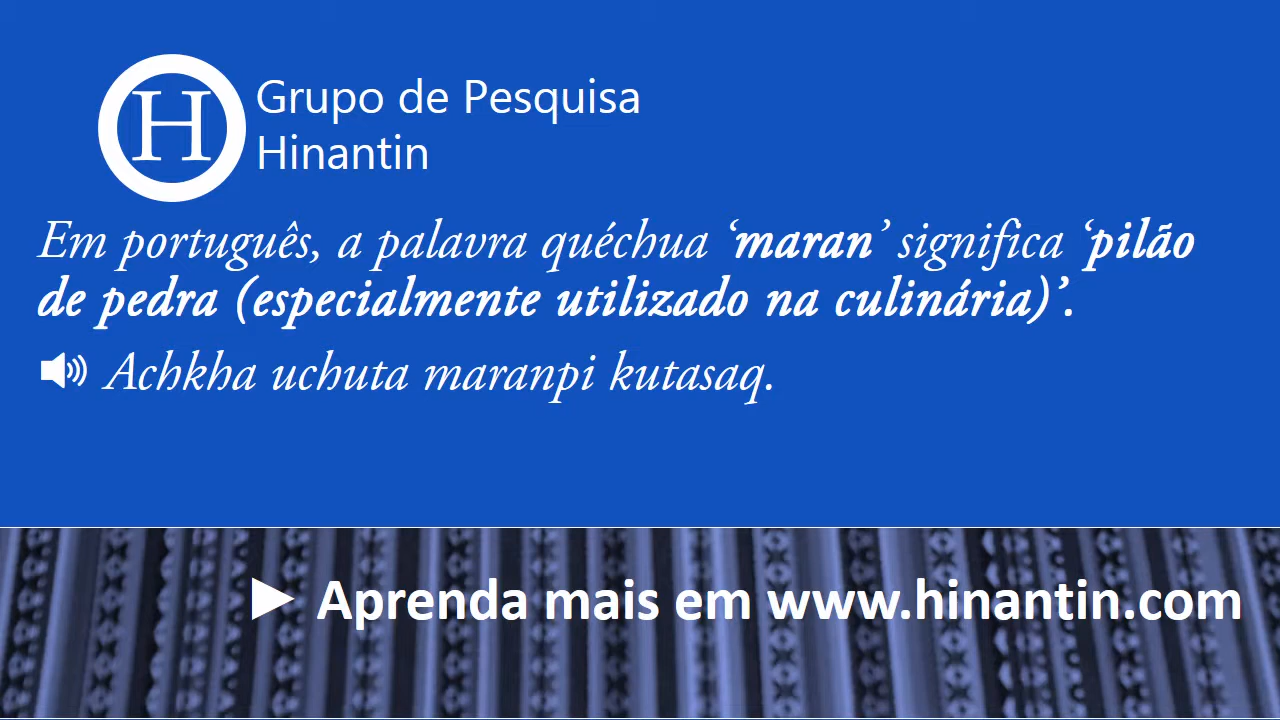 H
Grupo de Pesquisa
Hinantin
Em português, a palavra quéchua ‘maran’ significa ‘pilão
de pedra (especialmente utilizado na culinária)’.
Achkha uchuta maranpi kutasaq.
► Aprenda mais em www.hinantin.com